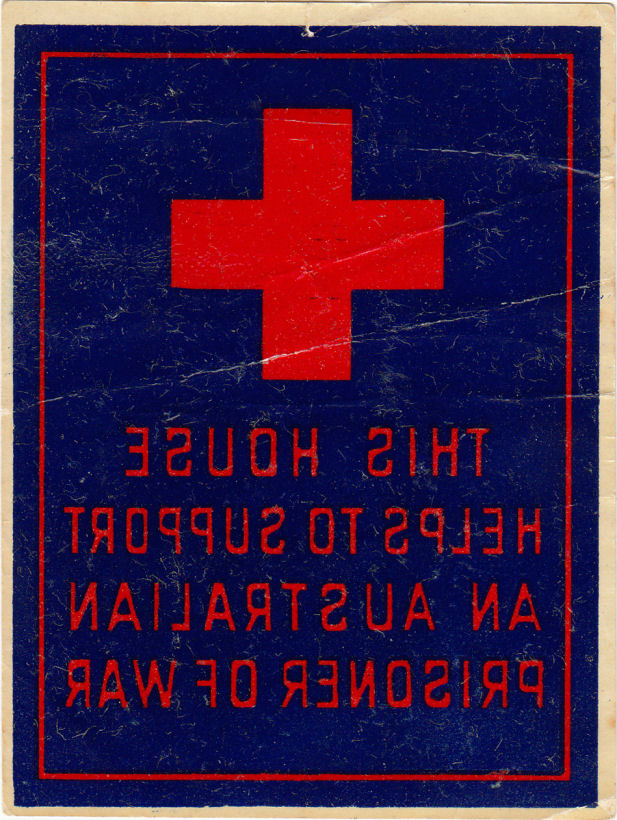 THIS HOUSE
HELPS TO SUPPORT
AN AUSTRALIAN
PRISONER OF WAR